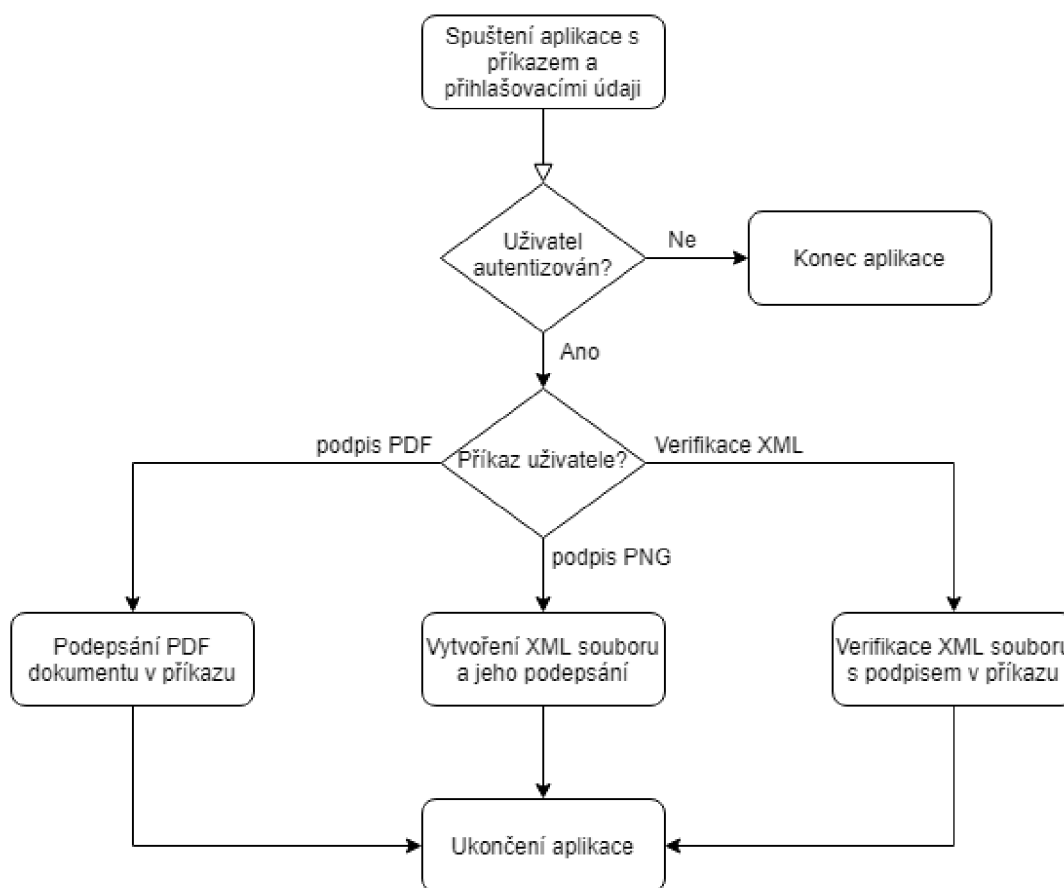 Spuštení aplikace s
příkazem a
přihlašovacími údaji
Uživatel
autentizován?
Ne
Konec aplikace
Ano
podpis PDF
Příkaz uživatele?
Verifikace XML
podpis PNG
Podepsání PDF
dokumentu v příkazu
Vytvoření XML souboru
a jeho podepsání
Verifikace XML souboru
s podpisem v příkazu
Ukončení aplikace